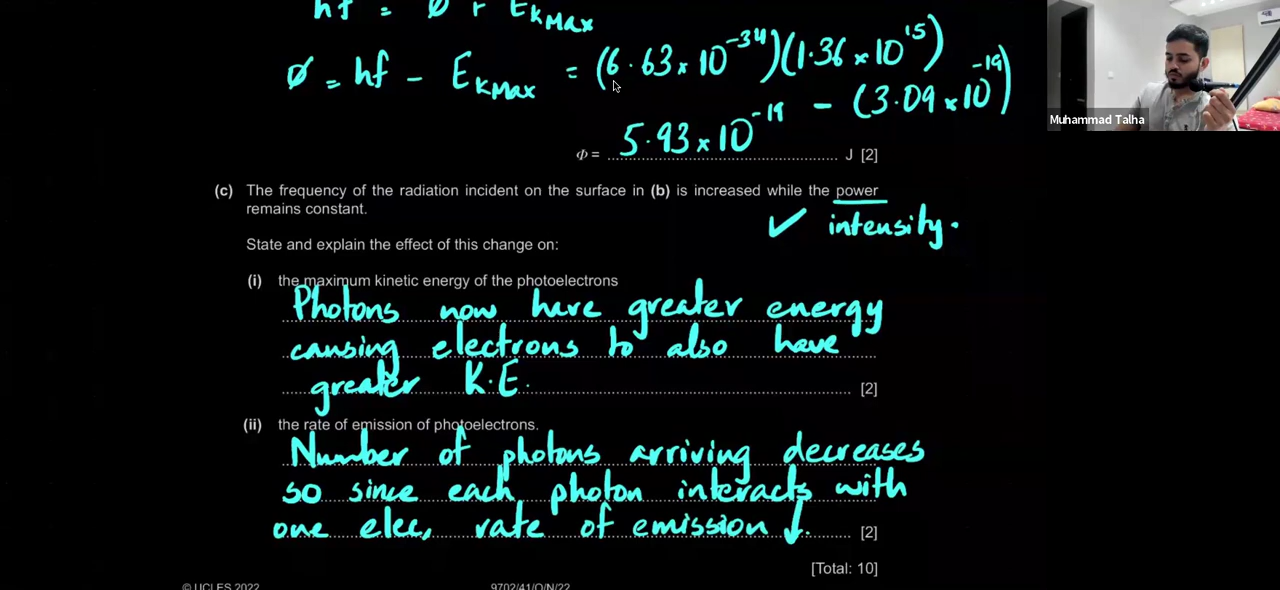 hf = Ø + EKMax
Ø = hf - EKMax = (6.63 x 10^-34)(1.36 x 10^15)
- (3.09 x 10^-19)
Φ = 5.93 x 10^-19 J [2]
Muhammad Talha
(c) The frequency of the radiation incident on the surface in (b) is increased while the power
remains constant.
✓ intensity.
State and explain the effect of this change on:
(i) the maximum kinetic energy of the photoelectrons
Photons now have greater energy
causing electrons to also have
greater K.E. [2]
(ii) the rate of emission of photoelectrons.
Number of photons arriving decreases
so since each photon interacts with
one elec, rate of emission ↓. [2]
[Total: 10]
© UCLES 2022 9702/41/O/N/22